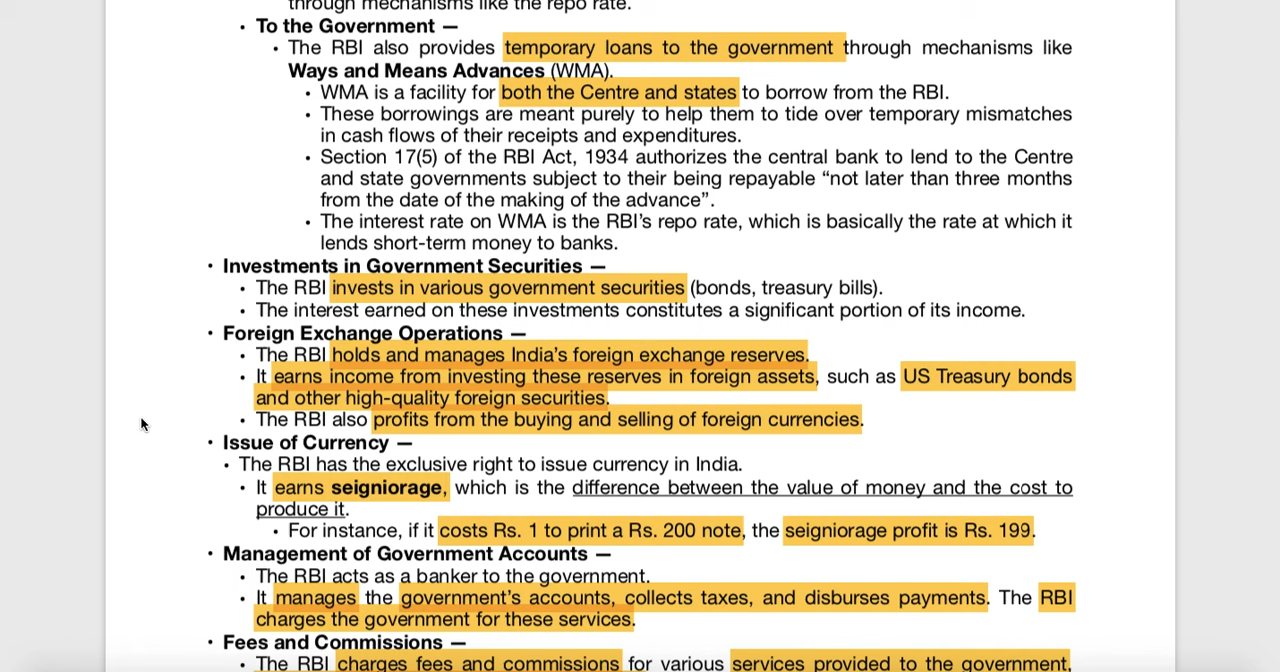 through mechanisms like the repo rate.
• To the Government —
• The RBI also provides temporary loans to the government through mechanisms like
Ways and Means Advances (WMA).
• WMA is a facility for both the Centre and states to borrow from the RBI.
• These borrowings are meant purely to help them to tide over temporary mismatches
in cash flows of their receipts and expenditures.
• Section 17(5) of the RBI Act, 1934 authorizes the central bank to lend to the Centre
and state governments subject to their being repayable “not later than three months
from the date of the making of the advance”.
• The interest rate on WMA is the RBI’s repo rate, which is basically the rate at which it
lends short-term money to banks.
• Investments in Government Securities —
• The RBI invests in various government securities (bonds, treasury bills).
• The interest earned on these investments constitutes a significant portion of its income.
• Foreign Exchange Operations —
• The RBI holds and manages India’s foreign exchange reserves.
• It earns income from investing these reserves in foreign assets, such as US Treasury bonds
and other high-quality foreign securities.
• The RBI also profits from the buying and selling of foreign currencies.
• Issue of Currency —
• The RBI has the exclusive right to issue currency in India.
• It earns seigniorage, which is the difference between the value of money and the cost to
produce it.
• For instance, if it costs Rs. 1 to print a Rs. 200 note, the seigniorage profit is Rs. 199.
• Management of Government Accounts —
• The RBI acts as a banker to the government.
• It manages the government’s accounts, collects taxes, and disburses payments. The RBI
charges the government for these services.
• Fees and Commissions —
• The RBI charges fees and commissions for various services provided to the government,